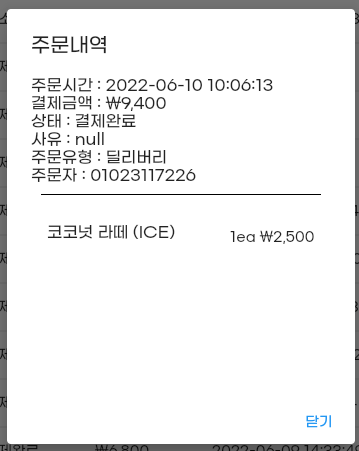 주문내역
주문시간 : 2022-06-10 10:06:13
결제금액 : ₩9,400
상태 : 결제완료
사유 : null
주문유형 : 딜리버리
주문자 : 01023117226
코코넛 라떼 (ICE)
1ea ₩2,500
닫기